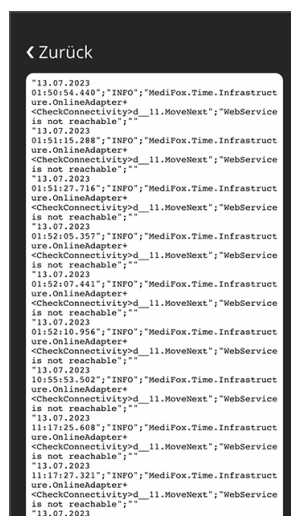 ‹ Zurück
"13.07.2023
01:50:54.440";"INFO";"MediFox.Time.Infrastruct
ure.OnlineAdapter+
<CheckConnectivity>d__11.MoveNext";"WebService
is not reachable";""
"13.07.2023
01:51:15.288";"INFO";"MediFox.Time.Infrastruct
ure.OnlineAdapter+
<CheckConnectivity>d__11.MoveNext";"WebService
is not reachable";""
"13.07.2023
01:51:27.716";"INFO";"MediFox.Time.Infrastruct
ure.OnlineAdapter+
<CheckConnectivity>d__11.MoveNext";"WebService
is not reachable";""
"13.07.2023
01:52:05.357";"INFO";"MediFox.Time.Infrastruct
ure.OnlineAdapter+
<CheckConnectivity>d__11.MoveNext";"WebService
is not reachable";""
"13.07.2023
01:52:07.441";"INFO";"MediFox.Time.Infrastruct
ure.OnlineAdapter+
<CheckConnectivity>d__11.MoveNext";"WebService
is not reachable";""
"13.07.2023
01:52:10.956";"INFO";"MediFox.Time.Infrastruct
ure.OnlineAdapter+
<CheckConnectivity>d__11.MoveNext";"WebService
is not reachable";""
"13.07.2023
10:55:53.502";"INFO";"MediFox.Time.Infrastruct
ure.OnlineAdapter+
<CheckConnectivity>d__11.MoveNext";"WebService
is not reachable";""
"13.07.2023
11:17:25.608";"INFO";"MediFox.Time.Infrastruct
ure.OnlineAdapter+
<CheckConnectivity>d__11.MoveNext";"WebService
is not reachable";""
"13.07.2023
11:17:27.321";"INFO";"MediFox.Time.Infrastruct
ure.OnlineAdapter+
<CheckConnectivity>d__11.MoveNext";"WebService
is not reachable";""
"13.07.2023